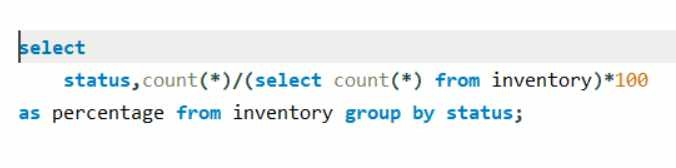 select
status,count(*)/(select count(*) from inventory)*100
as percentage from inventory group by status;